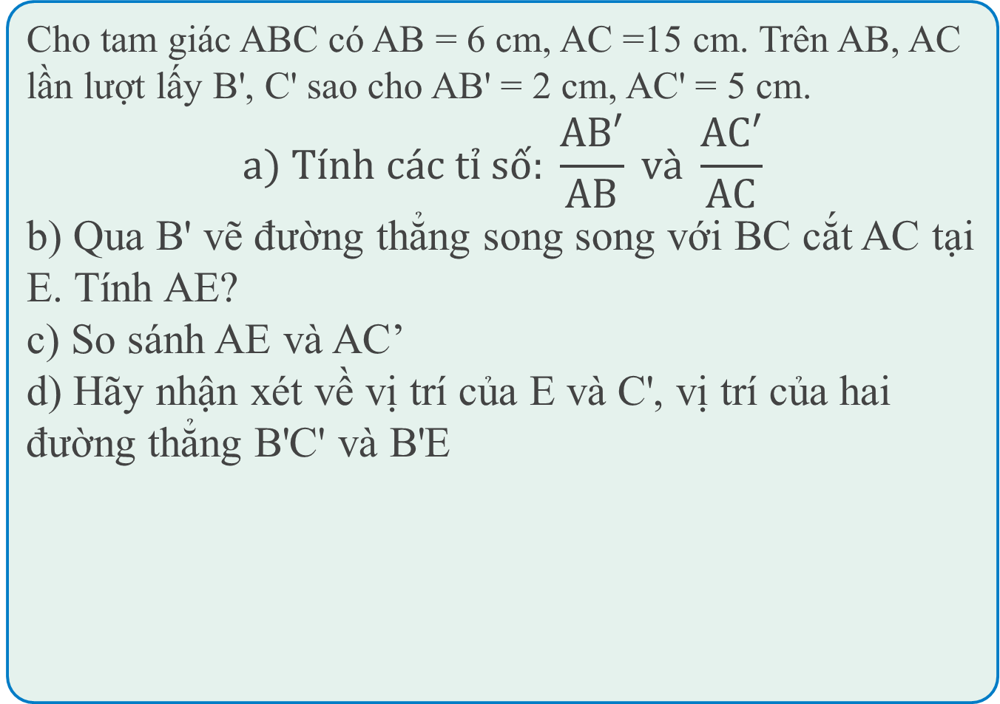 Cho tam giác ABC có AB = 6 cm, AC =15 cm. Trên AB, AC
lần lượt lấy B', C' sao cho AB' = 2 cm, AC' = 5 cm.
a) Tính các tỉ số: AB′/AB và AC′/AC
b) Qua B' vẽ đường thẳng song song với BC cắt AC tại
E. Tính AE?
c) So sánh AE và AC’
d) Hãy nhận xét về vị trí của E và C', vị trí của hai
đường thẳng B'C' và B'E